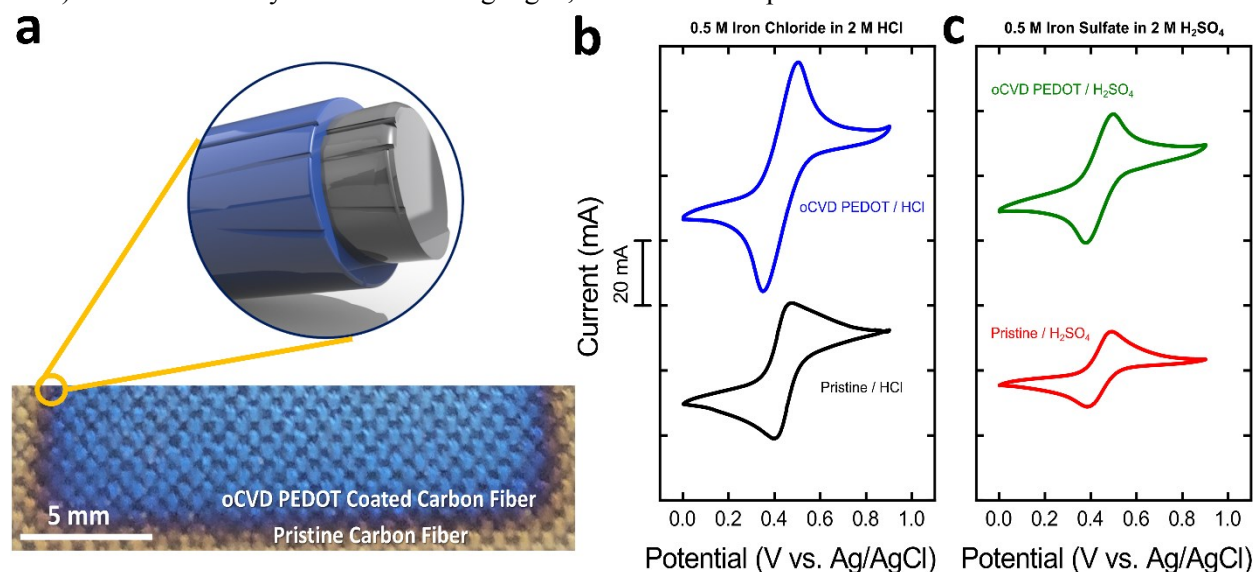 a
oCVD PEDOT Coated Carbon Fiber
Pristine Carbon Fiber
5 mm
b
0.5 M Iron Chloride in 2 M HCl
oCVD PEDOT / HCl
Pristine / HCl
Current (mA)
20 mA
0.0 0.2 0.4 0.6 0.8 1.0
Potential (V vs. Ag/AgCl)
c
0.5 M Iron Sulfate in 2 M H₂SO₄
oCVD PEDOT / H₂SO₄
Pristine / H₂SO₄
0.0 0.2 0.4 0.6 0.8 1.0
Potential (V vs. Ag/AgCl)